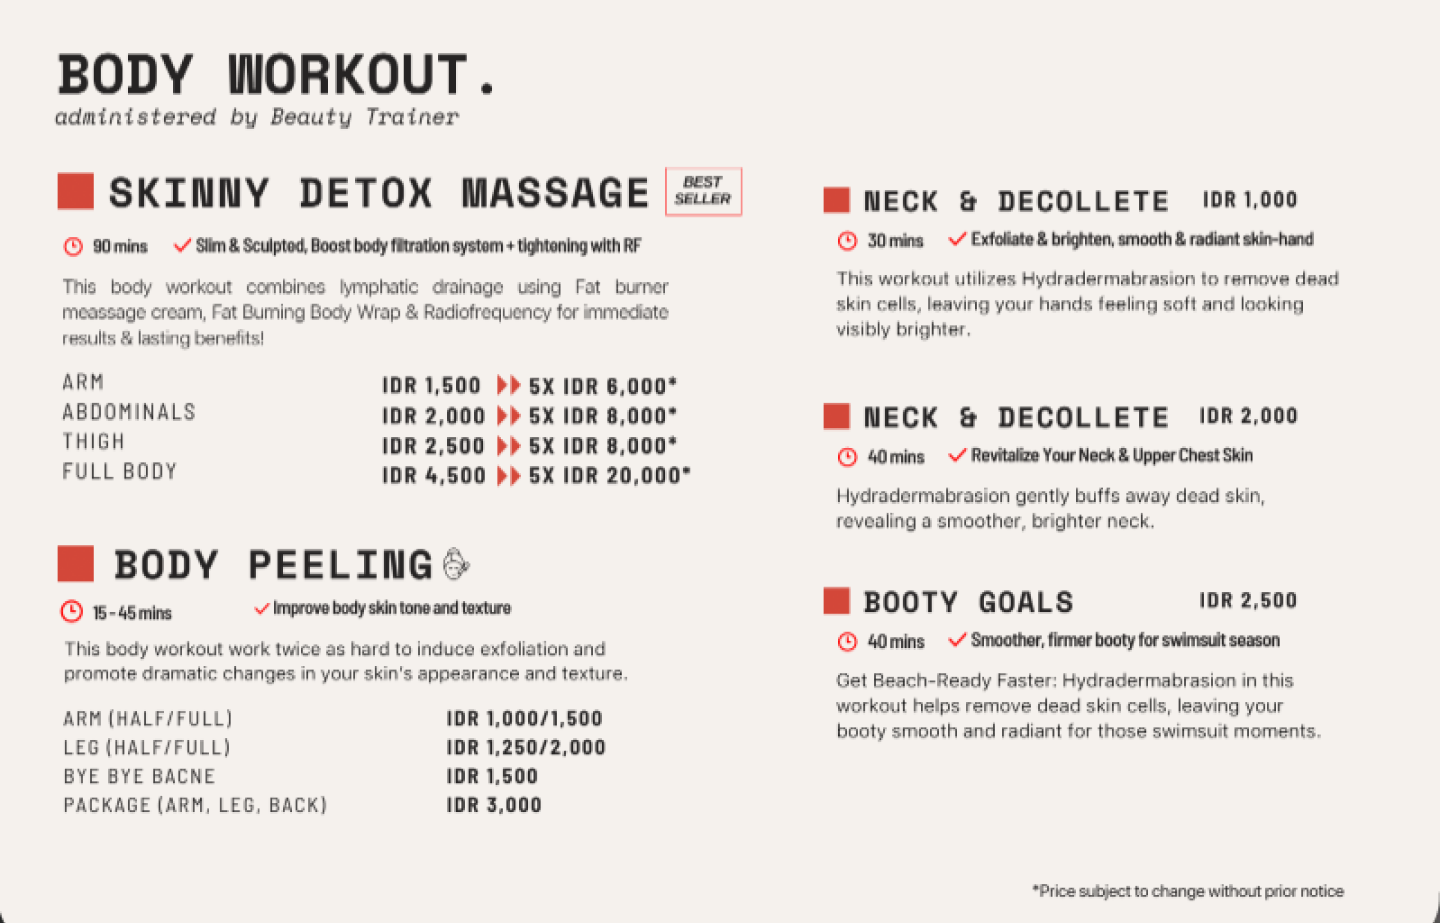 BODY WORKOUT.
administered by Beauty Trainer
SKINNY DETOX MASSAGE
BEST
SELLER
90 mins
Slim & Sculpted, Boost body filtration system + tightening with RF
This body workout combines lymphatic drainage using Fat burner
meassage cream, Fat Burning Body Wrap & Radiofrequency for immediate
results & lasting benefits!
ARM IDR 1,500 5X IDR 6,000*
ABDOMINALS IDR 2,000 5X IDR 8,000*
THIGH IDR 2,500 5X IDR 8,000*
FULL BODY IDR 4,500 5X IDR 20,000*
BODY PEELING
15 - 45 mins
Improve body skin tone and texture
This body workout work twice as hard to induce exfoliation and
promote dramatic changes in your skin's appearance and texture.
ARM (HALF/FULL) IDR 1,000/1,500
LEG (HALF/FULL) IDR 1,250/2,000
BYE BYE BACNE IDR 1,500
PACKAGE (ARM, LEG, BACK) IDR 3,000
NECK & DECOLLETE IDR 1,000
30 mins
Exfoliate & brighten, smooth & radiant skin-hand
This workout utilizes Hydradermabrasion to remove dead
skin cells, leaving your hands feeling soft and looking
visibly brighter.
NECK & DECOLLETE IDR 2,000
40 mins
Revitalize Your Neck & Upper Chest Skin
Hydradermabrasion gently buffs away dead skin,
revealing a smoother, brighter neck.
BOOTY GOALS IDR 2,500
40 mins
Smoother, firmer booty for swimsuit season
Get Beach-Ready Faster: Hydradermabrasion in this
workout helps remove dead skin cells, leaving your
booty smooth and radiant for those swimsuit moments.
*Price subject to change without prior notice